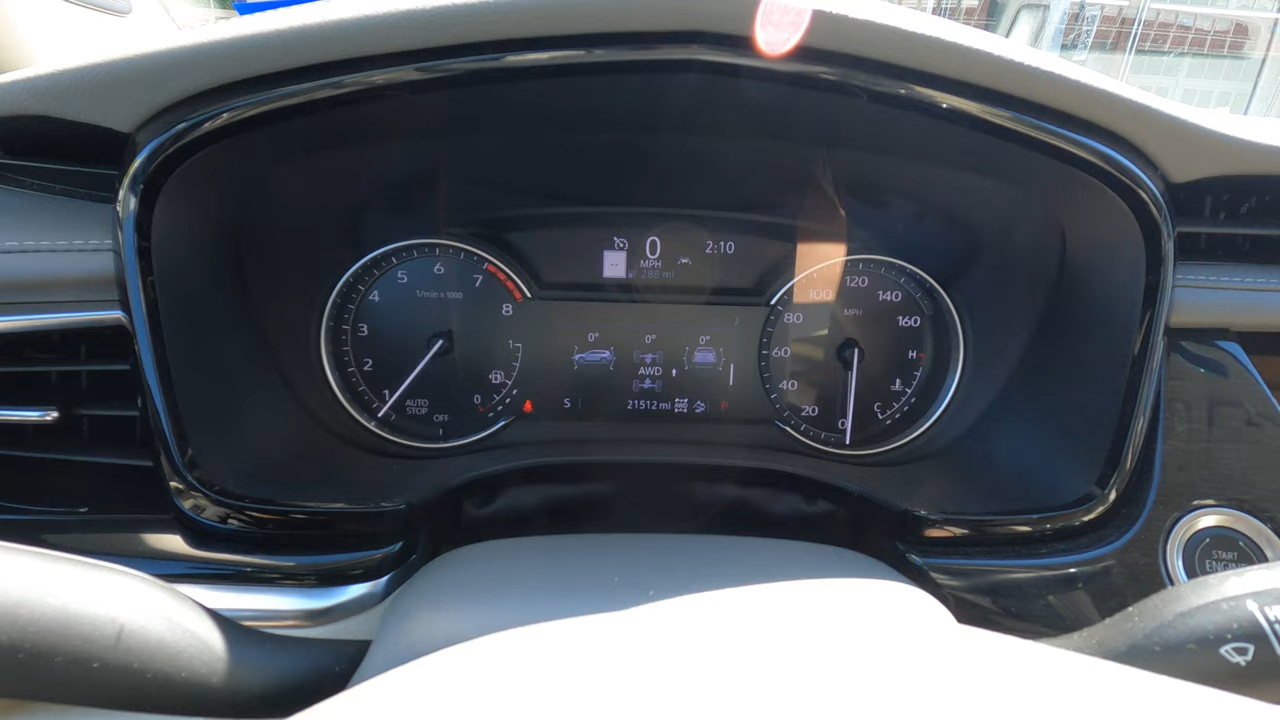 0
MPH
2:10
--
288 mi
1/min x 1000
1
2
3
4
5
6
7
8
AUTO
STOP
OFF
1
0
0°
0°
0°
AWD
S
21512 mi
AWD
P
0
20
40
60
80
100
120
140
160
MPH
H
C
START
ENGINE